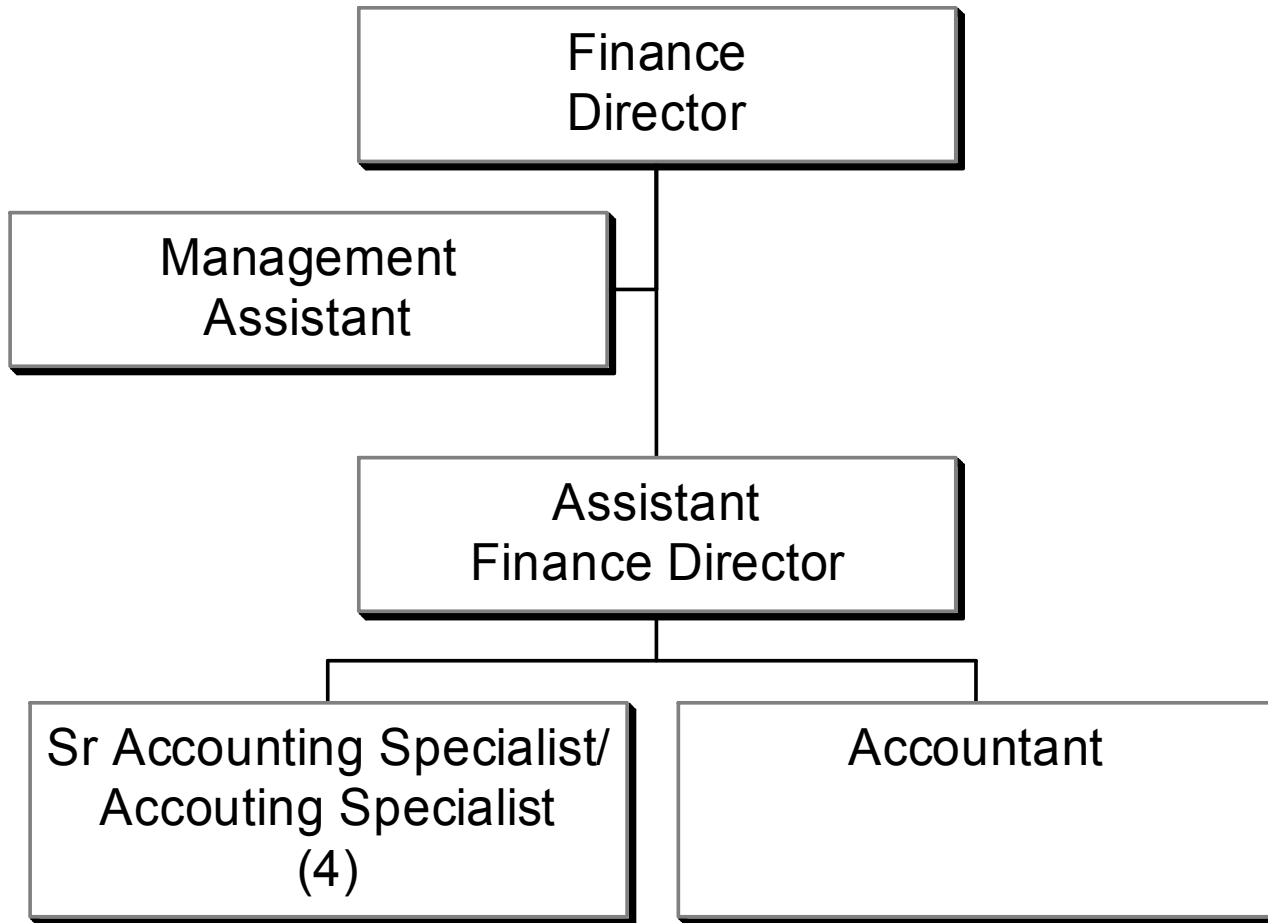 Finance
Director
Management
Assistant
Assistant
Finance Director
Sr Accounting Specialist/
Accouting Specialist
(4)
Accountant